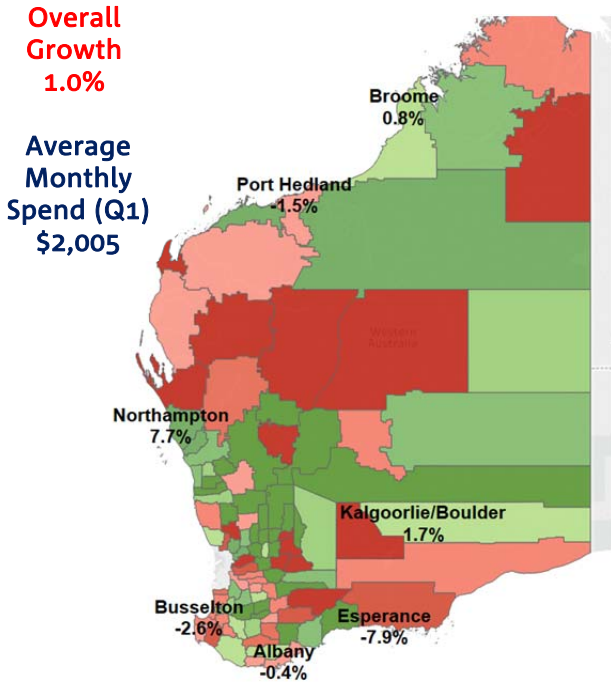 Overall
Growth
1.0%
Average
Monthly
Spend (Q1)
$2,005
Broome
0.8%
Port Hedland
-1.5%
Western
Australia
Northampton
7.7%
Kalgoorlie/Boulder
1.7%
Busselton
-2.6%
Esperance
-7.9%
Albany
-0.4%